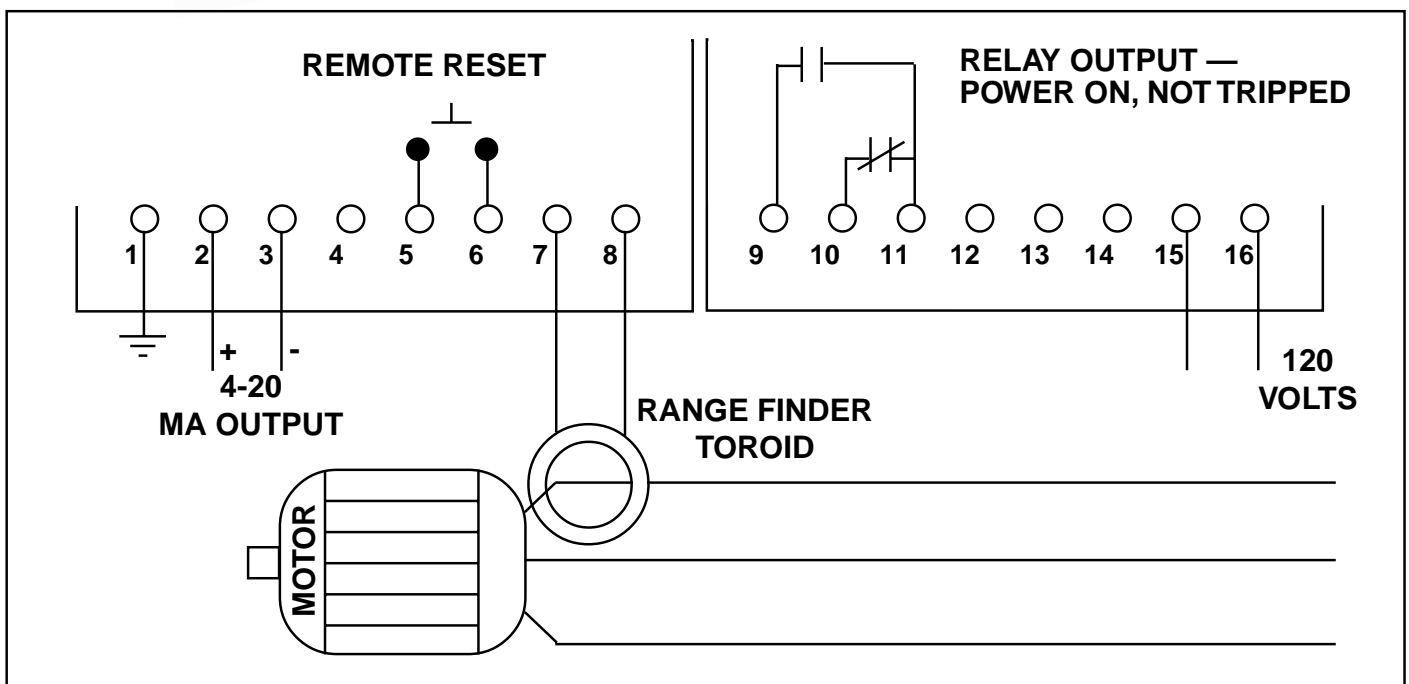 REMOTE RESET
RELAY OUTPUT —
POWER ON, NOT TRIPPED
1 2 3 4 5 6 7 8
9 10 11 12 13 14 15 16
+ -
4-20
MA OUTPUT
120
VOLTS
RANGE FINDER
TOROID
MOTOR